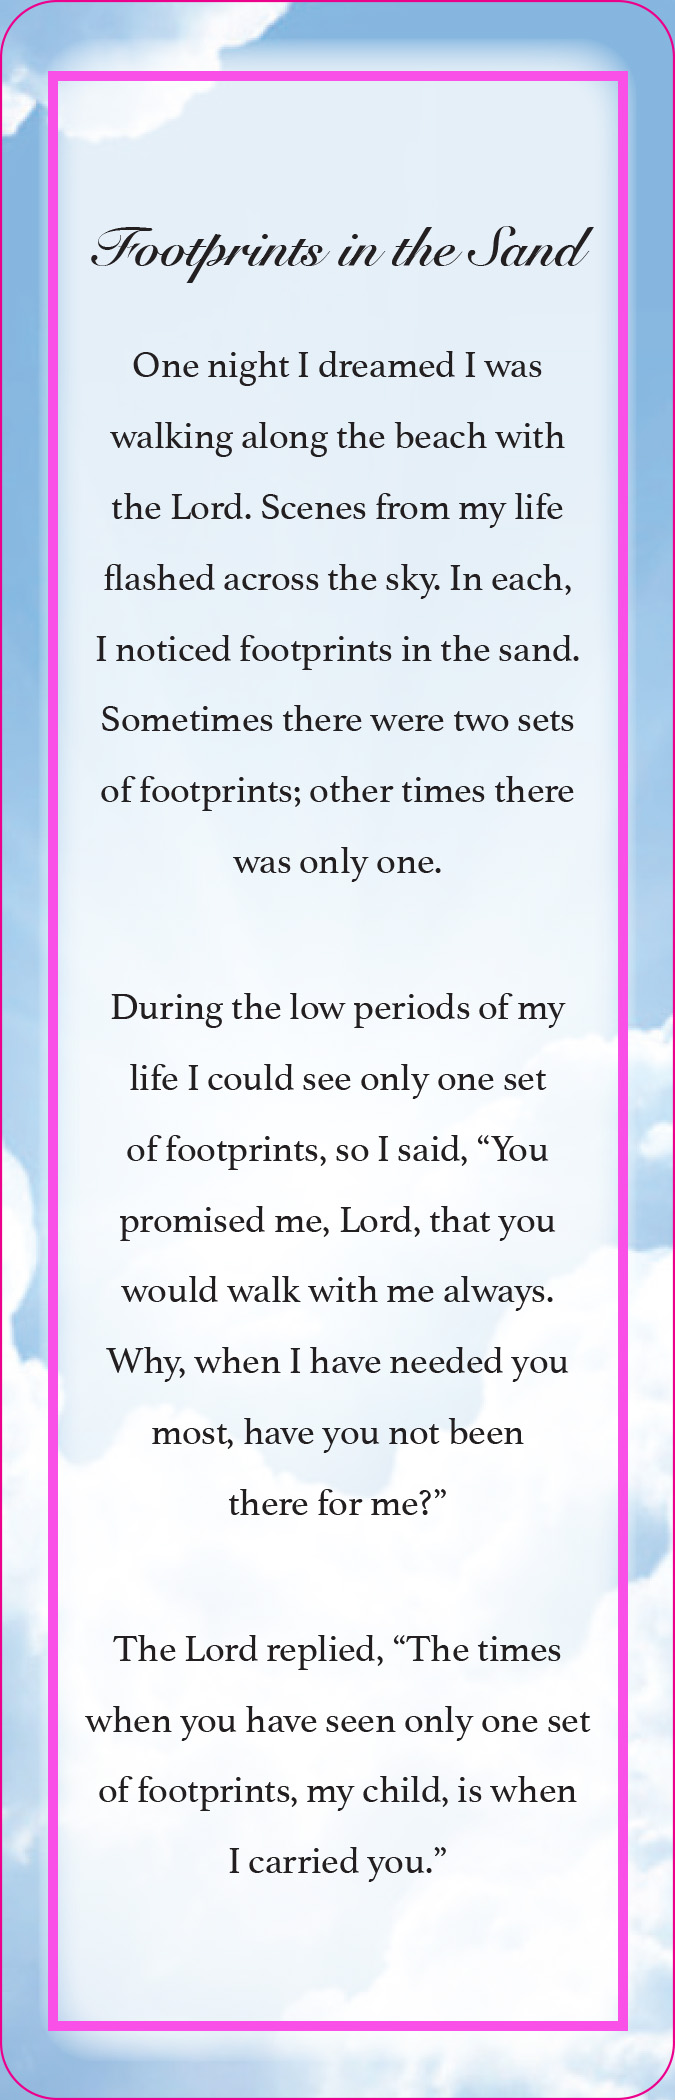 Footprints in the Sand
One night I dreamed I was
walking along the beach with
the Lord. Scenes from my life
flashed across the sky. In each,
I noticed footprints in the sand.
Sometimes there were two sets
of footprints; other times there
was only one.
During the low periods of my
life I could see only one set
of footprints, so I said, “You
promised me, Lord, that you
would walk with me always.
Why, when I have needed you
most, have you not been
there for me?”
The Lord replied, “The times
when you have seen only one set
of footprints, my child, is when
I carried you.”